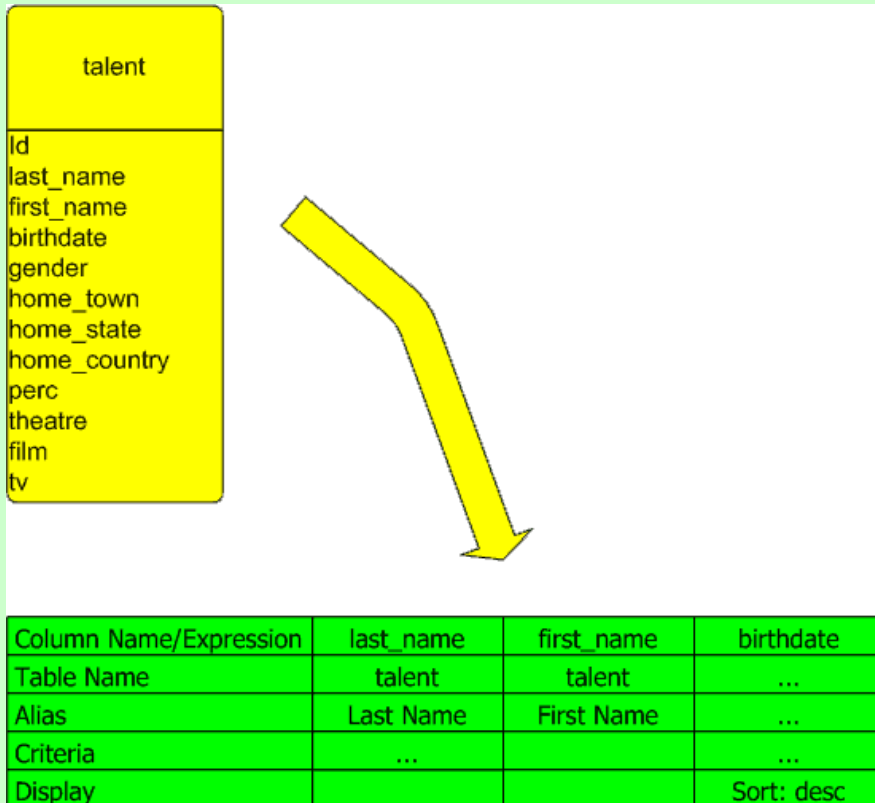 talent
Id
last_name
first_name
birthdate
gender
home_town
home_state
home_country
perc
theatre
film
tv
Column Name/Expression last_name first_name birthdate
Table Name talent talent ...
Alias Last Name First Name ...
Criteria ... ...
Display Sort: desc